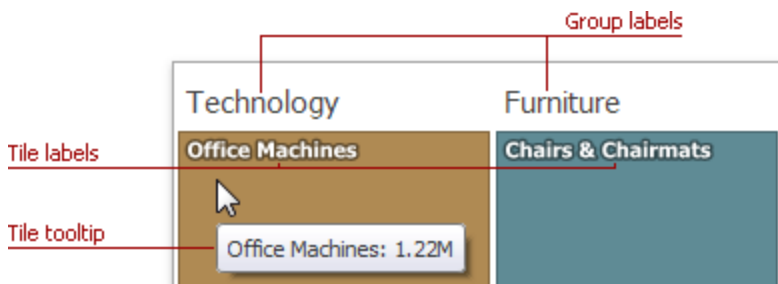 Group labels
Technology
Furniture
Tile labels
Office Machines
Chairs & Chairmats
Tile tooltip
Office Machines: 1.22M